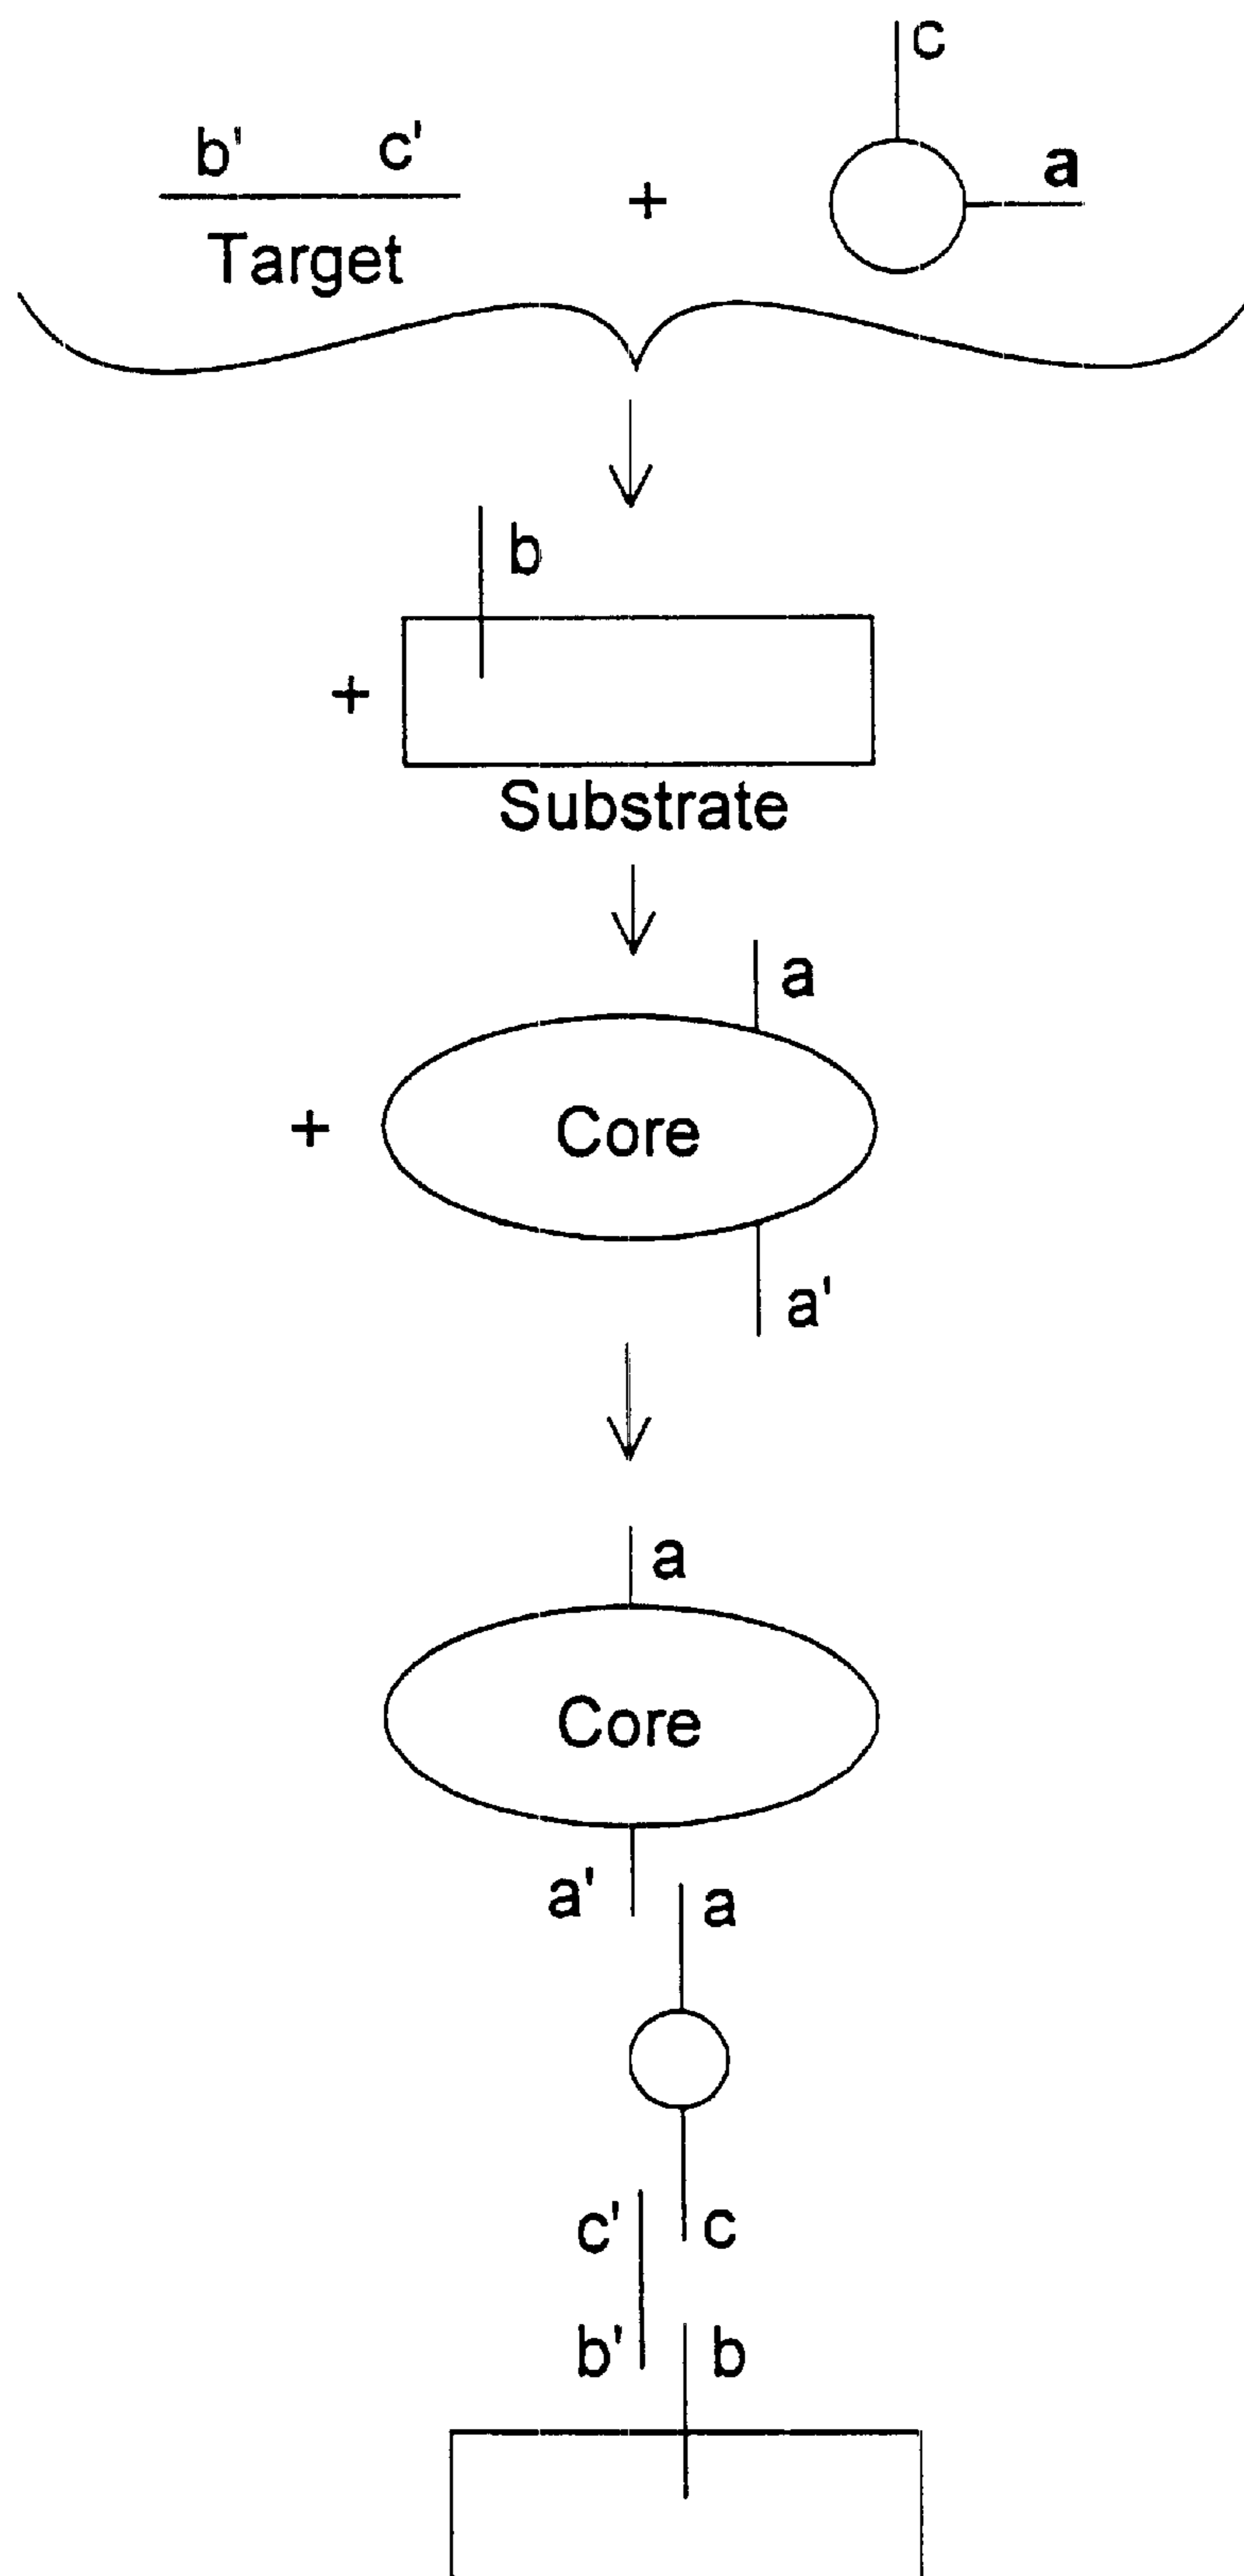 c
b' c' + a
Target
b
+
Substrate
a
+ Core
a'
a
Core
a' a
c' c
b' b